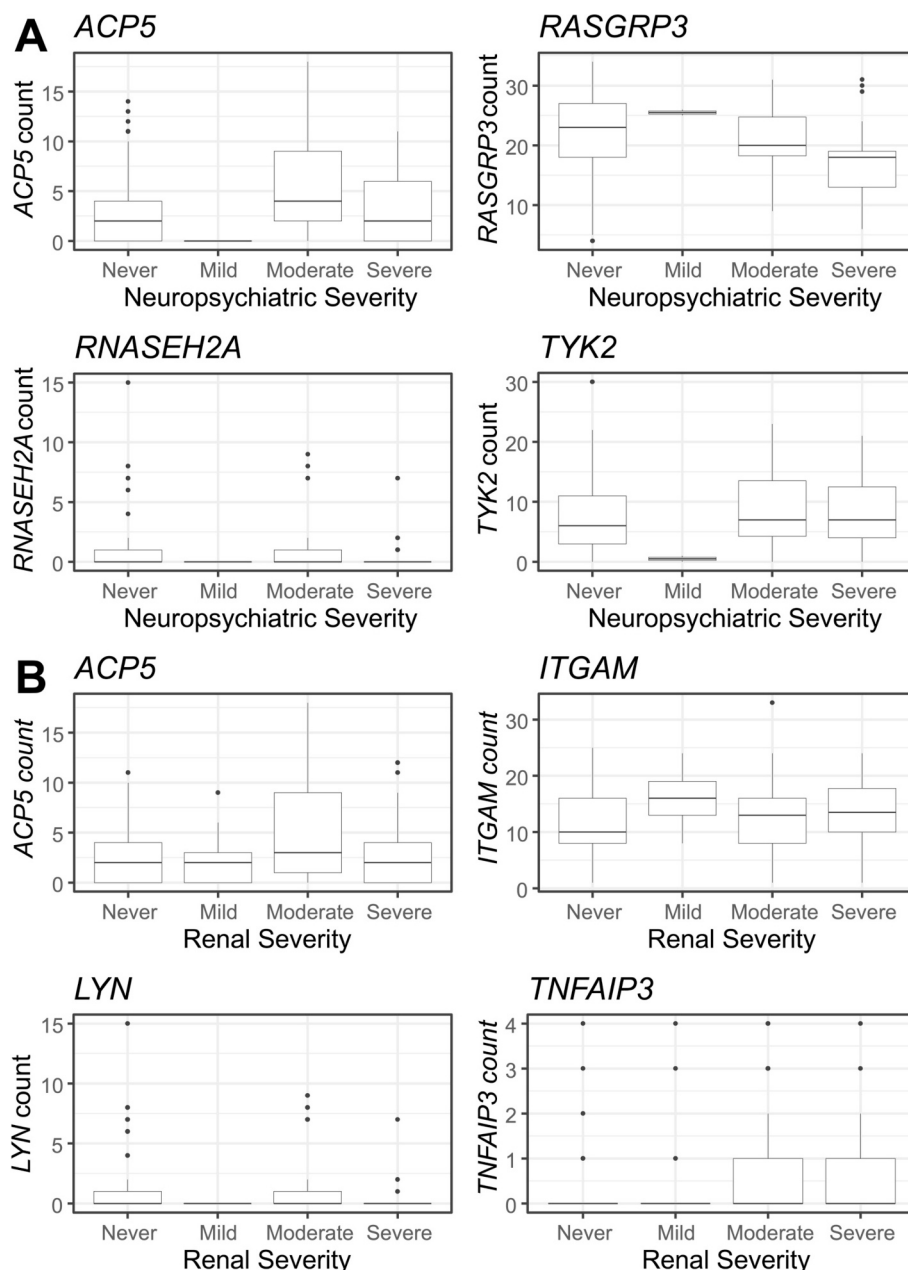 A
ACP5
ACP5 count
15
10
5
0
Never Mild Moderate Severe
Neuropsychiatric Severity
RASGRP3
RASGRP3 count
30
20
10
Never Mild Moderate Severe
Neuropsychiatric Severity
RNASEH2A
RNASEH2A count
15
10
5
0
Never Mild Moderate Severe
Neuropsychiatric Severity
TYK2
TYK2 count
30
20
10
0
Never Mild Moderate Severe
Neuropsychiatric Severity
B
ACP5
ACP5 count
15
10
5
0
Never Mild Moderate Severe
Renal Severity
ITGAM
ITGAM count
30
20
10
0
Never Mild Moderate Severe
Renal Severity
LYN
LYN count
15
10
5
0
Never Mild Moderate Severe
Renal Severity
TNFAIP3
TNFAIP3 count
4
3
2
1
0
Never Mild Moderate Severe
Renal Severity